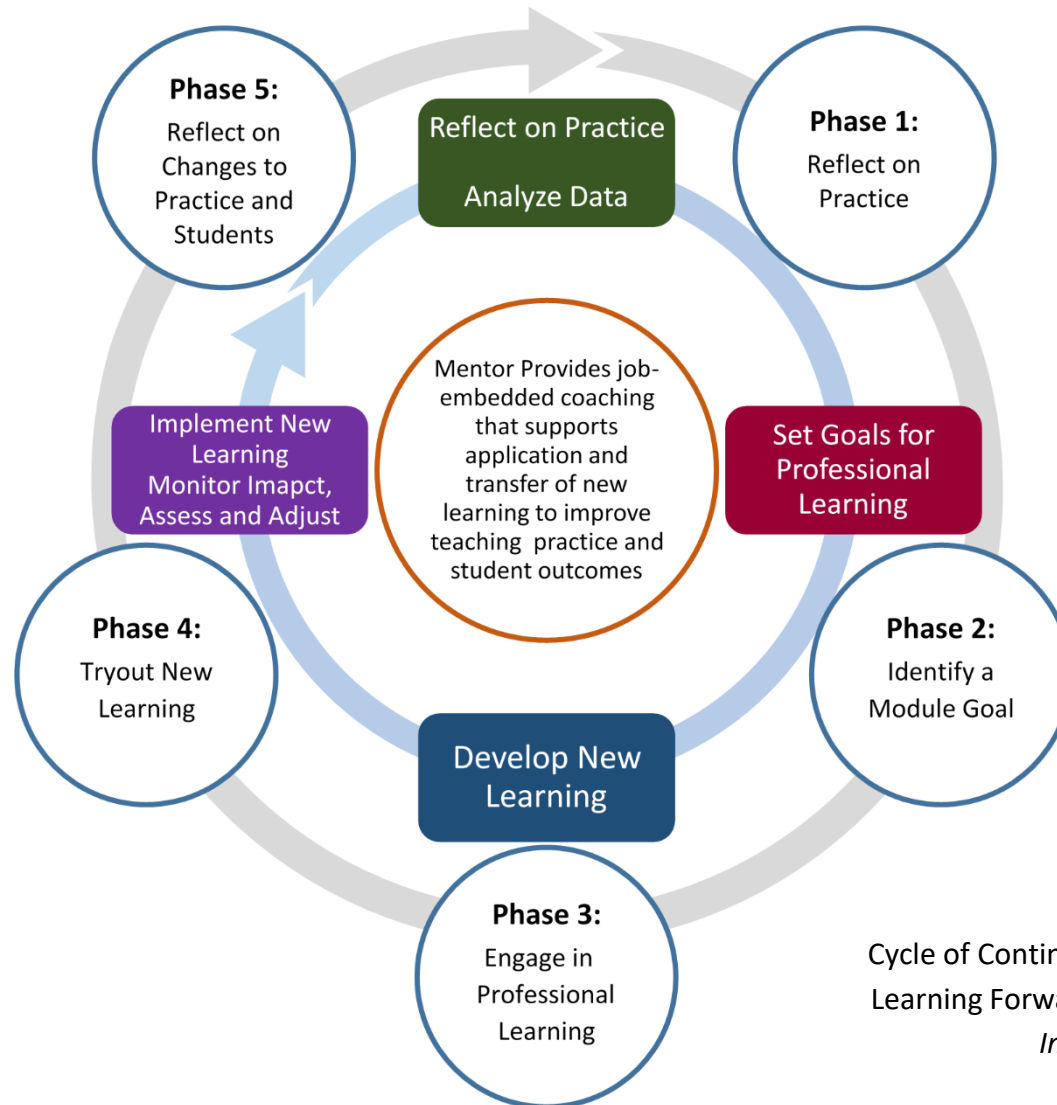 Phase 5:
Reflect on
Changes to
Practice and
Students
Reflect on Practice
Analyze Data
Phase 1:
Reflect on
Practice
Mentor Provides job-
embedded coaching
that supports
application and
transfer of new
learning to improve
teaching practice and
student outcomes
Implement New
Learning
Monitor Imapct,
Assess and Adjust
Set Goals for
Professional
Learning
Phase 4:
Tryout New
Learning
Phase 2:
Identify a
Module Goal
Develop New
Learning
Phase 3:
Engage in
Professional
Learning
Cycle of
Learning